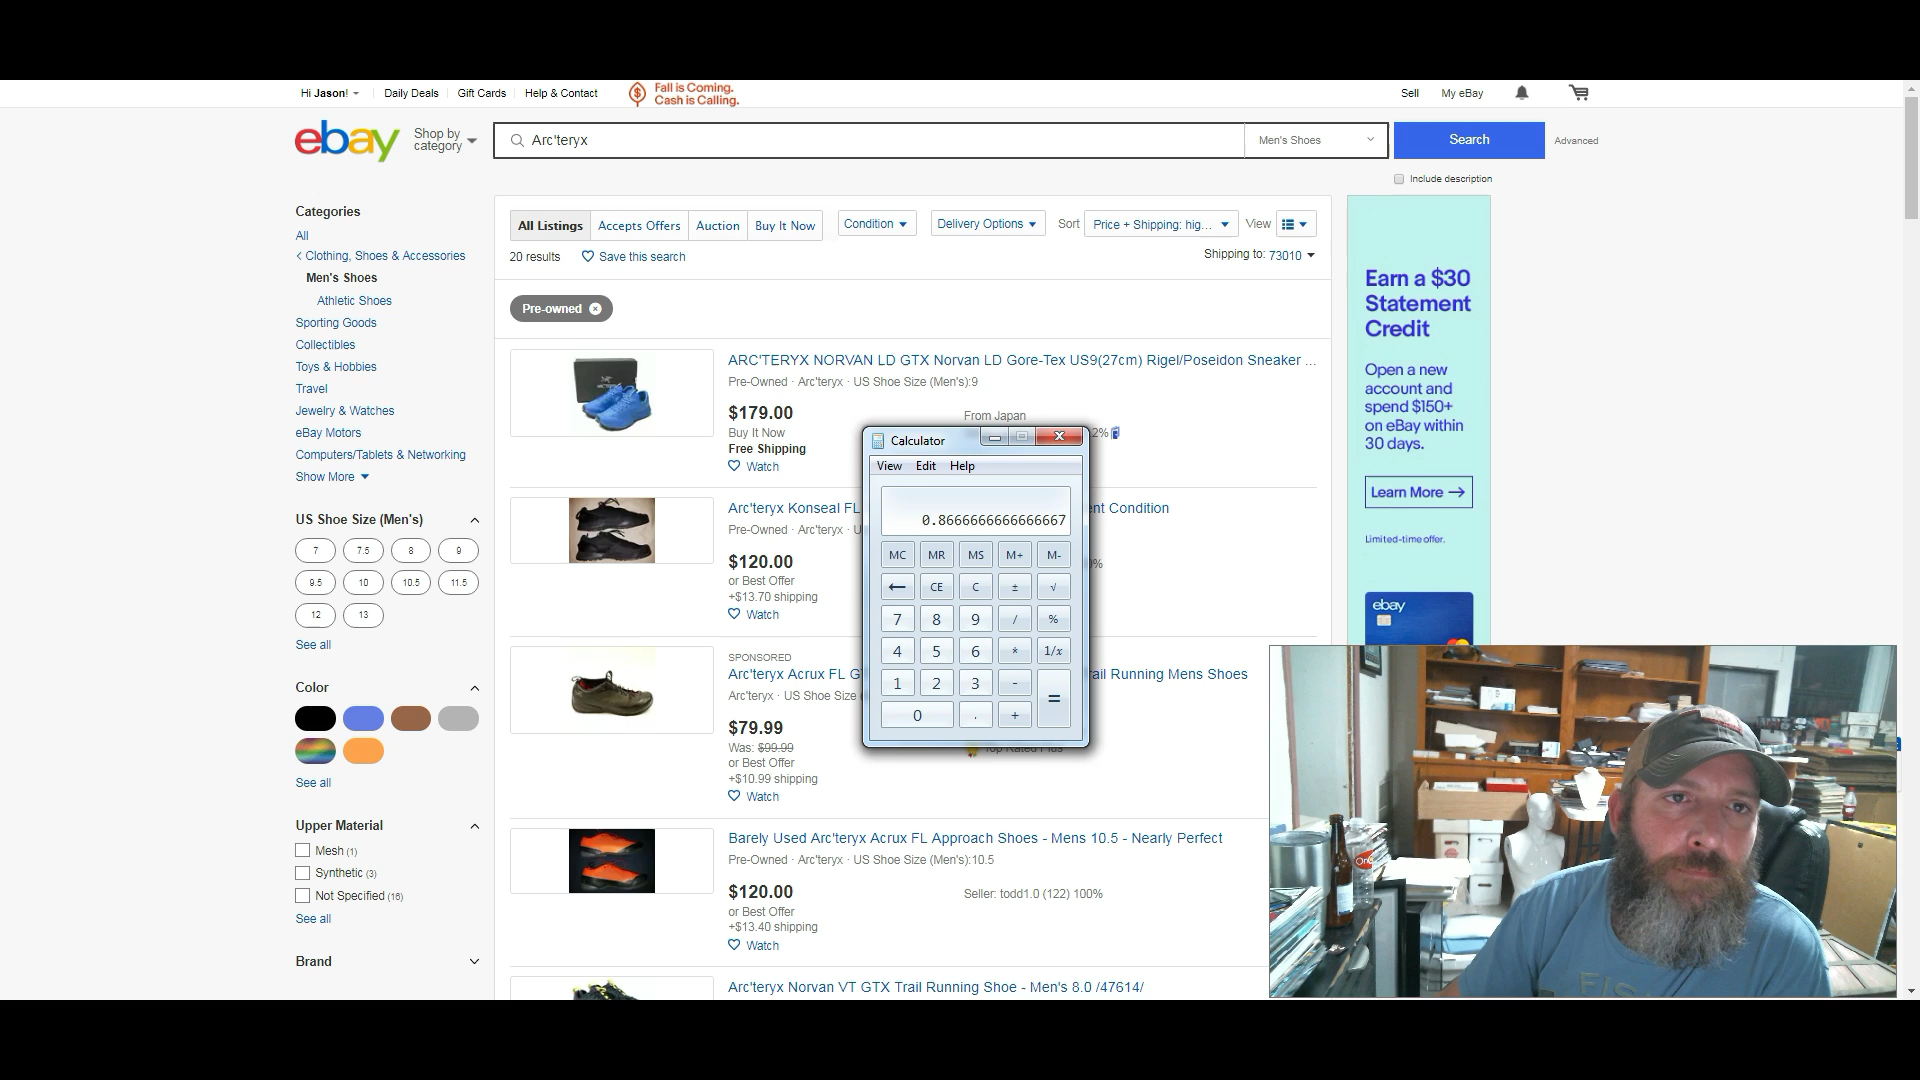 Hi Jason!
Daily Deals
Gift Cards
Help & Contact
Fall is Coming.
Cash is Calling.
Sell
My eBay
ebay
Shop by
category
Arc'teryx
Men's Shoes
Search
Advanced
Include description
Categories
All
Clothing, Shoes & Accessories
Men's Shoes
Athletic Shoes
Sporting Goods
Collectibles
Toys & Hobbies
Travel
Jewelry & Watches
eBay Motors
Computers/Tablets & Networking
Show More
US Shoe Size (Men's)
7 7.5 8 9
9.5 10 10.5 11.5
12 13
See all
Color
See all
Upper Material
Mesh (1)
Synthetic (3)
Not Specified (16)
See all
Brand
All Listings
Accepts Offers
Auction
Buy It Now
Condition
Delivery Options
Sort
Price + Shipping: hig...
View
20 results
Save this search
Shipping to: 73010
Pre-owned
ARC'TERYX NORVAN LD GTX Norvan LD Gore-Tex US9(27cm) Rigel/Poseidon Sneaker ...
Pre-Owned · Arc'teryx · US Shoe Size (Men's):9
$179.00
From Japan
Buy It Now
2%
Free Shipping
Watch
Arc'teryx Konseal FL
nt Condition
Pre-Owned · Arc'teryx · U
$120.00
or Best Offer
0%
+$13.70 shipping
Watch
SPONSORED
Arc'teryx Acrux FL G
ail Running Mens Shoes
Arc'teryx · US Shoe Size
$79.99
Was: $99.99
Top Rated Plus
or Best Offer
+$10.99 shipping
Watch
Barely Used Arc'teryx Acrux FL Approach Shoes - Mens 10.5 - Nearly Perfect
Pre-Owned · Arc'teryx · US Shoe Size (Men's):10.5
$120.00
Seller: todd1.0 (122) 100%
or Best Offer
+$13.40 shipping
Watch
Arc'teryx Norvan VT GTX Trail Running Shoe - Men's 8.0 /47614/
Calculator
View Edit Help
0.8666666666666667
MC MR MS M+ M-
← CE C ± √
7 8 9 / %
4 5 6 * 1/x
1 2 3 - =
0 . +
Earn a $30
Statement
Credit
Open a new
account and
spend $150+
on eBay within
30 days.
Learn More →
Limited-time offer.
ebay